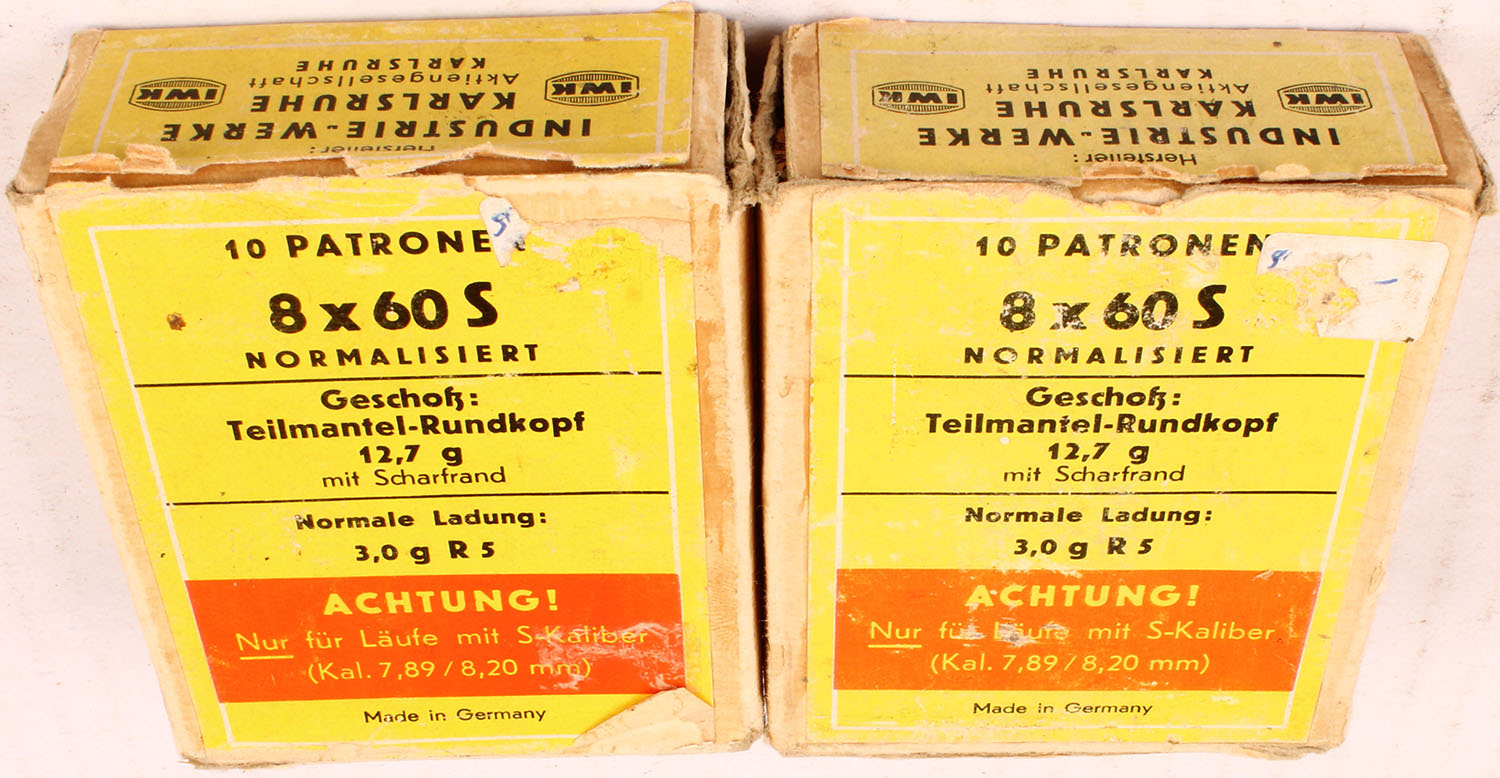 Hersteller:
INDUSTRIE-WERKE
KARLSRUHE
Aktiengesellschaft
KARLSRUHE
IWK
IWK
10 PATRONEN
8 x 60 S
NORMALISIERT
Geschoß:
Teilmantel-Rundkopf
12,7 g
mit Scharfrand
Normale Ladung:
3,0 g R 5
ACHTUNG!
Nur für Läufe mit S-Kaliber
(Kal. 7,89 / 8,20 mm)
Made in Germany
Hersteller:
INDUSTRIE-WERKE
KARLSRUHE
Aktiengesellschaft
KARLSRUHE
IWK
IWK
10 PATRONEN
8 x 60 S
NORMALISIERT
Geschoß:
Teilmantel-Rundkopf
12,7 g
mit Scharfrand
Normale Ladung:
3,0 g R 5
ACHTUNG!
Nur für Läufe mit S-Kaliber
(Kal. 7,89 / 8,20 mm)
Made in Germany